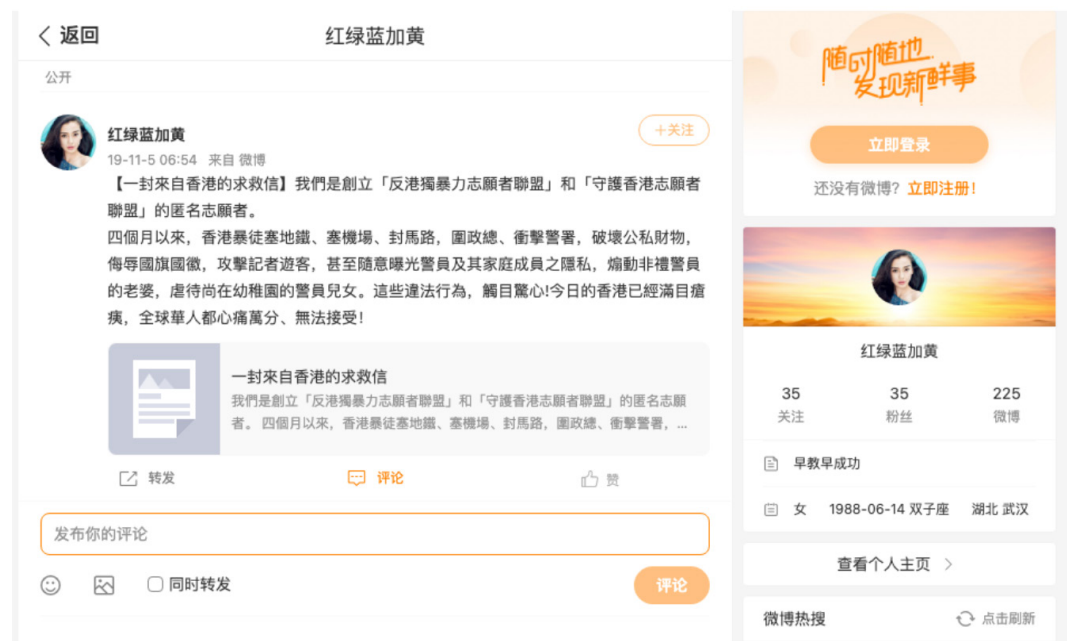 返回
红绿蓝加黄
公开
红绿蓝加黄
+关注
19-11-5 06:54 来自 微博
【一封來自香港的求救信】我們是創立「反港獨暴力志願者聯盟」和「守護香港志願者
聯盟」的匿名志願者。
四個月以來，香港暴徒塞地鐵、塞機場、封馬路，圍政總、衝擊警署，破壞公私財物，
侮辱國旗國徽，攻擊記者遊客，甚至隨意曝光警員及其家庭成員之隱私，煽動非禮警員
的老婆，虐待尚在幼稚園的警員兒女。這些違法行為，觸目驚心!今日的香港已經滿目瘡
痍，全球華人都心痛萬分、無法接受！
一封來自香港的求救信
我們是創立「反港獨暴力志願者聯盟」和「守護香港志願者聯盟」的匿名志願
者。 四個月以來，香港暴徒塞地鐵、塞機場、封馬路，圍政總、衝擊警署，...
转发
评论
赞
发布你的评论
同时转发
评论
随时随地
发现新鲜事
立即登录
还没有微博？立即注册！
红绿蓝加黄
35 35 225
关注 粉丝 微博
早教早成功
女 1988-06-14 双子座 湖北 武汉
查看个人主页
微博热搜 点击刷新